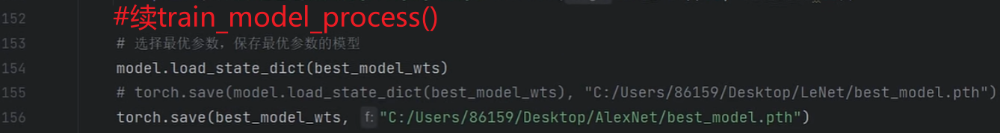 152 #续train_model_process()
153 # 选择最优参数，保存最优参数的模型
154 model.load_state_dict(best_model_wts)
155 # torch.save(model.load_state_dict(best_model_wts), "C:/Users/86159/Desktop/LeNet/best_model.pth")
156 torch.save(best_model_wts, f: "C:/Users/86159/Desktop/AlexNet/best_model.pth")